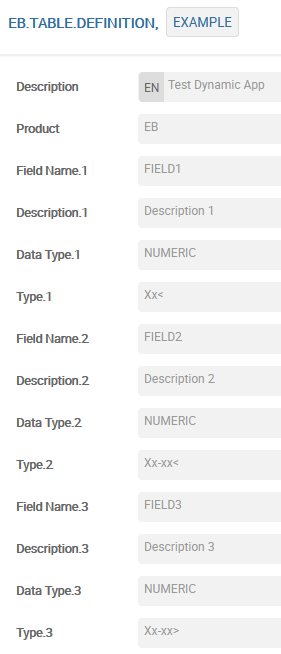 EB.TABLE.DEFINITION, EXAMPLE
Description EN Test Dynamic App
Product EB
Field Name.1 FIELD1
Description.1 Description 1
Data Type.1 NUMERIC
Type.1 Xx<
Field Name.2 FIELD2
Description.2 Description 2
Data Type.2 NUMERIC
Type.2 Xx-xx<
Field Name.3 FIELD3
Description.3 Description 3
Data Type.3 NUMERIC
Type.3 Xx-xx>